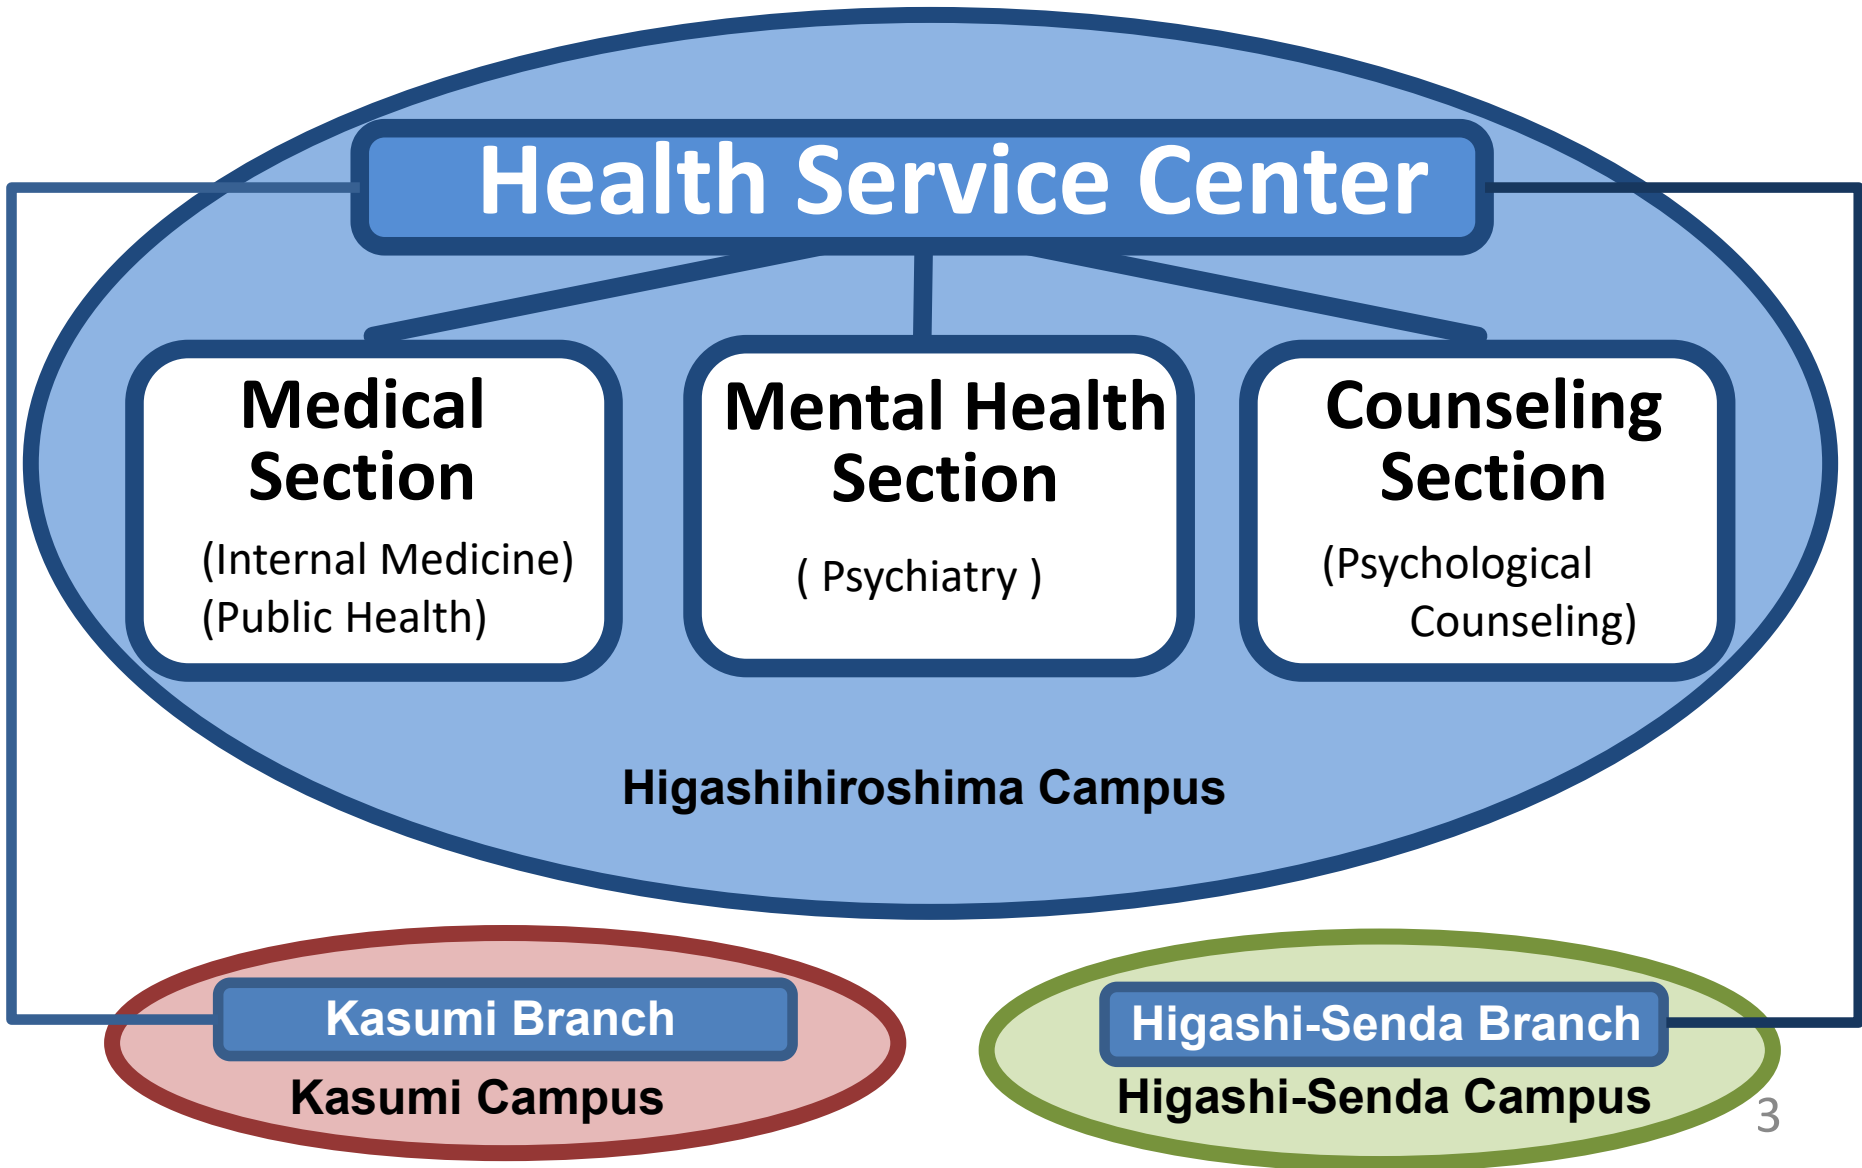 Health Service Center
Medical
Section
(Internal Medicine)
(Public Health)
Mental Health
Section
( Psychiatry )
Counseling
Section
(Psychological
Counseling)
Higashihiroshima Campus
Kasumi Branch
Kasumi Campus
Higashi-Senda Branch
Higashi-Senda Campus
3